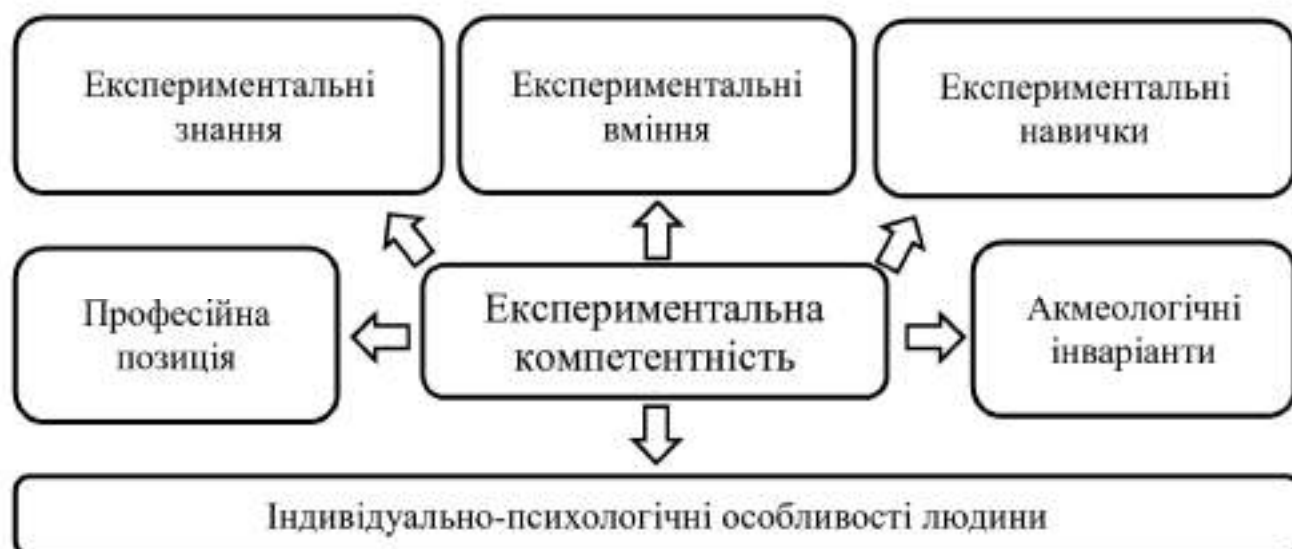 Експериментальні
знання
Експериментальні
вміння
Експериментальні
навички
Професійна
позиція
Експериментальна
компетентність
Акмеологічні
інваріанти
Індивідуально-психологічні особливості людини